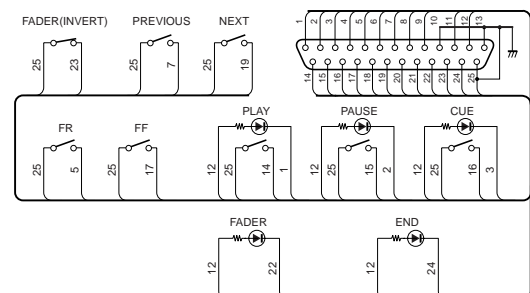 FADER(INVERT) PREVIOUS NEXT
1 2 3 4 5 6 7 8 9 10 11 12 13
25 23 25 7 25 19
14 15 16 17 18 19 20 21 22 23 24 25
PLAY PAUSE CUE
FR FF
25 5 25 17 12 25 14 1 12 25 15 2 12 25 16 3
FADER END
12 22 12 24